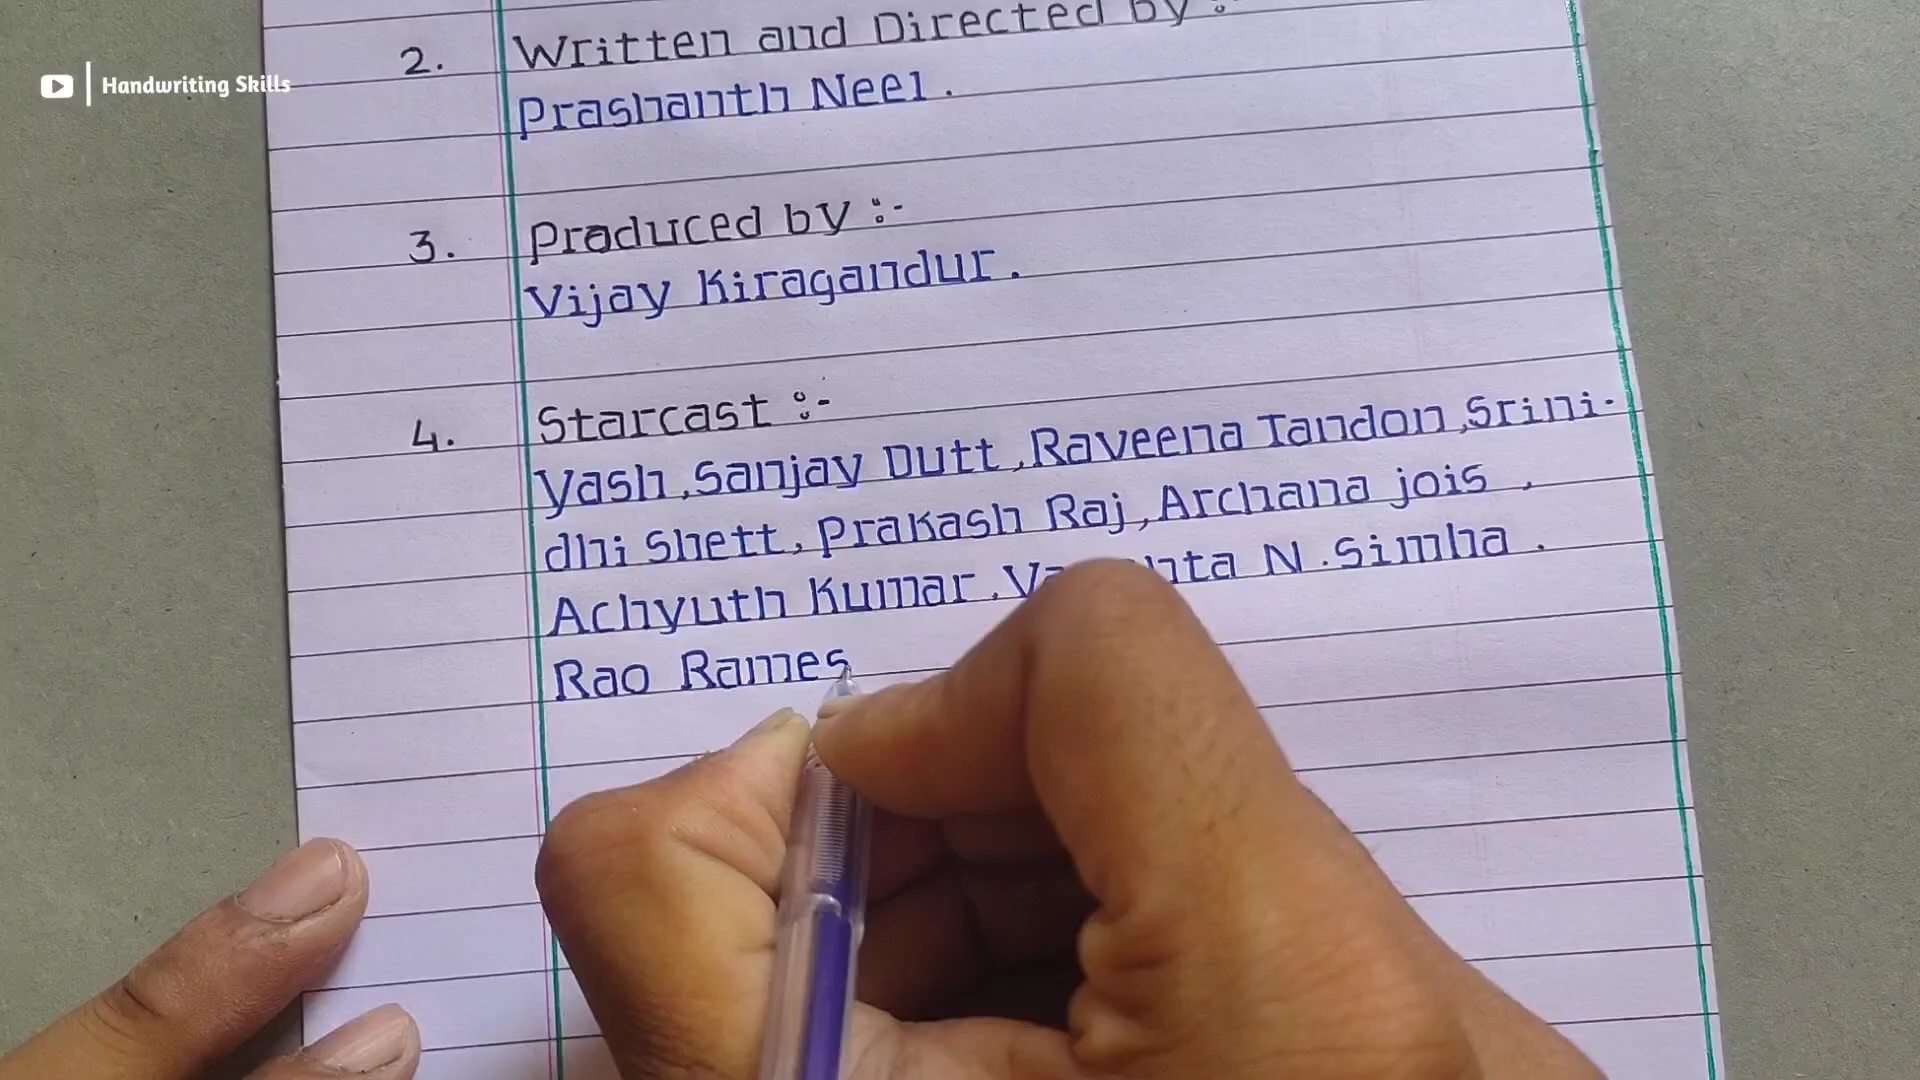 Handwriting Skills
2. Written and Directed by :
Prashanth Neel .
3. Produced by :-
Vijay Kiragandur .
4. Starcast :-
Yash , Sanjay Dutt , Raveena Tandon , Srini-
dhi Shett , Prakash Raj , Archana jois ,
Achyuth Kumar , N . Simha .
Rao Rames